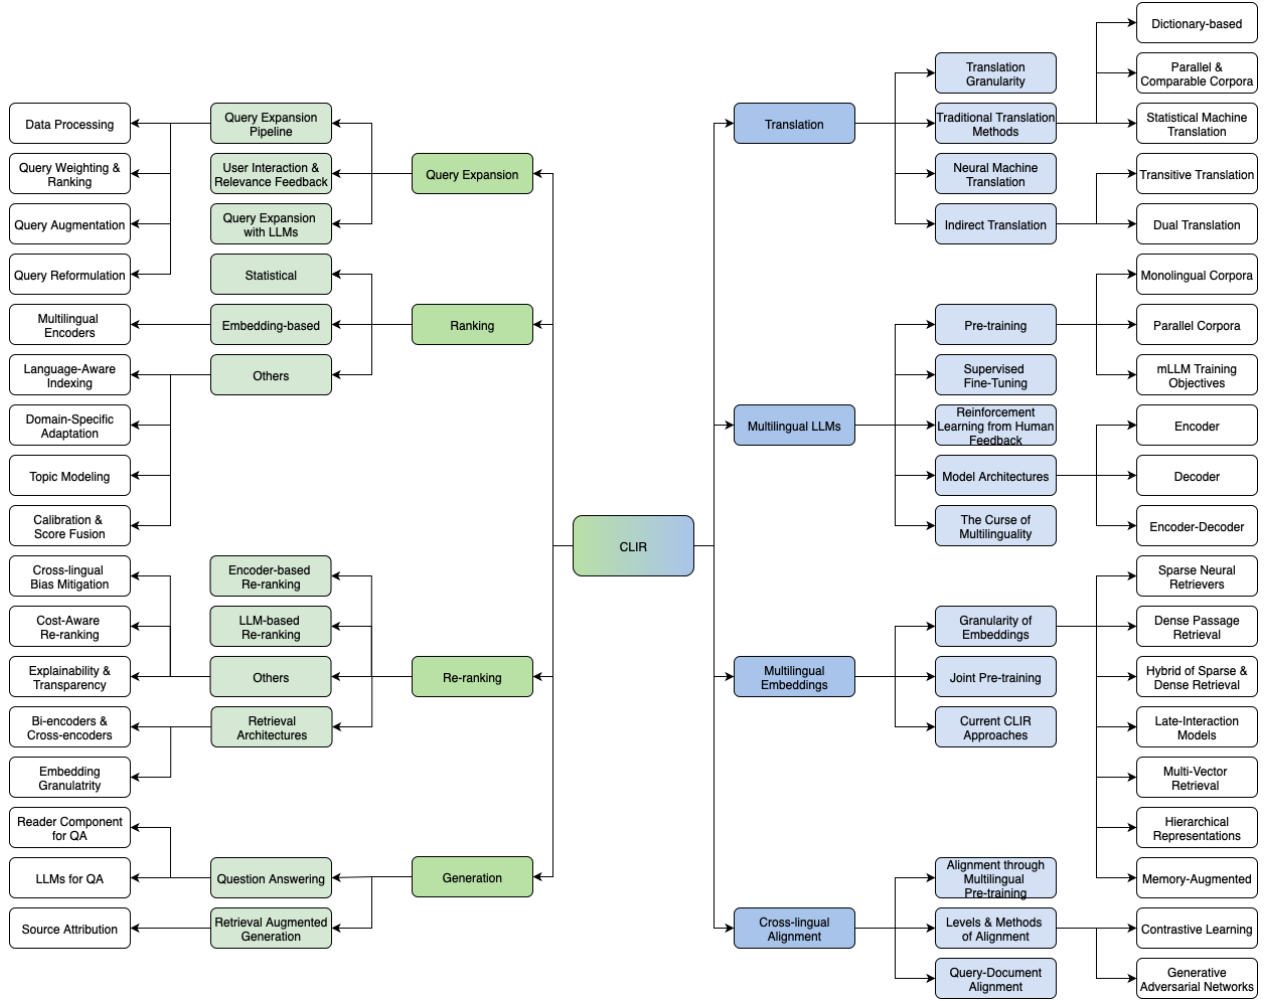 Data Processing
Query Weighting &
Ranking
Query Augmentation
Query Reformulation
Multilingual
Encoders
Language-Aware
Indexing
Domain-Specific
Adaptation
Topic Modeling
Calibration &
Score Fusion
Cross-lingual
Bias Mitigation
Cost-Aware
Re-ranking
Explainability &
Transparency
Bi-encoders &
Cross-encoders
Embedding
Granulatrity
Reader Component
for QA
LLMs for QA
Source Attribution
Query Expansion
Pipeline
User Interaction &
Relevance Feedback
Query Expansion
with LLMs
Statistical
Embedding-based
Others
Encoder-based
Re-ranking
LLM-based
Re-ranking
Others
Retrieval
Architectures
Question Answering
Retrieval Augmented
Generation
Query Expansion
Ranking
Re-ranking
Generation
CLIR
Translation
Multilingual LLMs
Multilingual
Embeddings
Cross-lingual
Alignment
Translation
Granularity
Traditional Translation
Methods
Neural Machine
Translation
Indirect Translation
Pre-training
Supervised
Fine-Tuning
Reinforcement
Learning from Human
Feedback
Model Architectures
The Curse of
Multilinguality
Granularity of
Embeddings
Joint Pre-training
Current CLIR
Approaches
Alignment through
Multilingual
Pre-training
Levels & Methods
of Alignment
Query-Document
Alignment
Dictionary-based
Parallel &
Comparable Corpora
Statistical Machine
Translation
Transitive Translation
Dual Translation
Monolingual Corpora
Parallel Corpora
mLLM Training
Objectives
Encoder
Decoder
Encoder-Decoder
Sparse Neural
Retrievers
Dense Passage
Retrieval
Hybrid of Sparse &
Dense Retrieval
Late-Interaction
Models
Multi-Vector
Retrieval
Hierarchical
Representations
Memory-Augmented
Contrastive Learning
Generative
Adversarial Networks